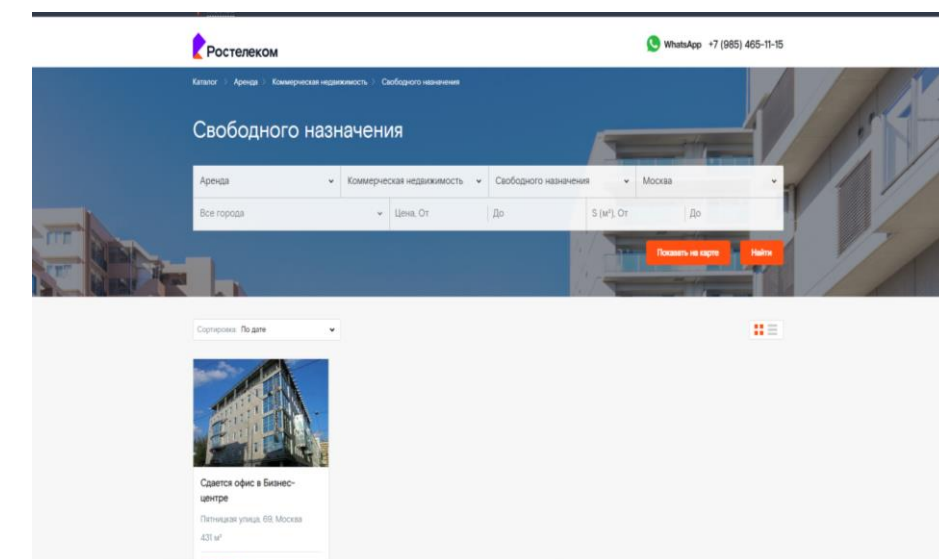 Ростелеком
WhatsApp +7 (985) 465-11-15
Каталог > Аренда > Коммерческая недвижимость > Свободного назначения
Свободного назначения
Аренда Коммерческая недвижимость Свободного назначения Москва
Все города Цена, От До S (м²), От До
Показать на карте Найти
Сортировка: По дате
Сдается офис в Бизнес-
центре
Пятницкая улица, 69, Москва
431 м²